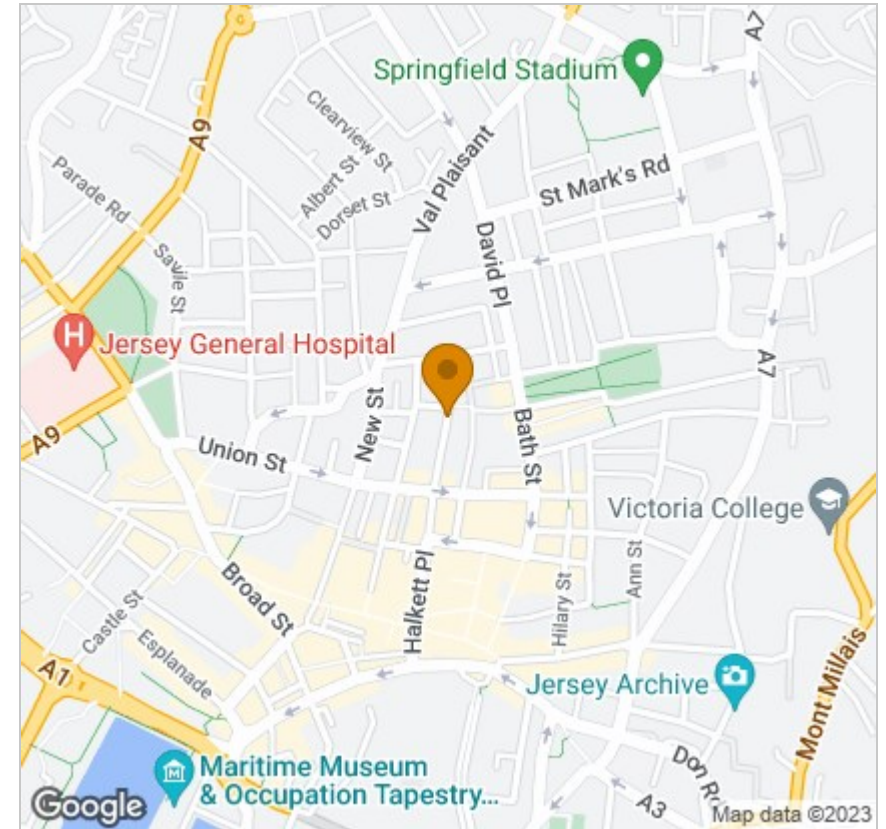 A7
Springfield Stadium
Clearview St
A9
Albert St
Val Plaisant
St Mark's Rd
Parade Rd
Dorset St
Savile St
David Pl
H
Jersey General Hospital
A7
New St
A9
Union St
Bath St
Victoria College
Ann St
Broad St
Halkett Pl
Hilary St
Castle St
Esplanade
A1
Jersey Archive
Mont Millais
Don Rd
Maritime Museum
& Occupation Tapestry...
A3
Google
Map data ©2023